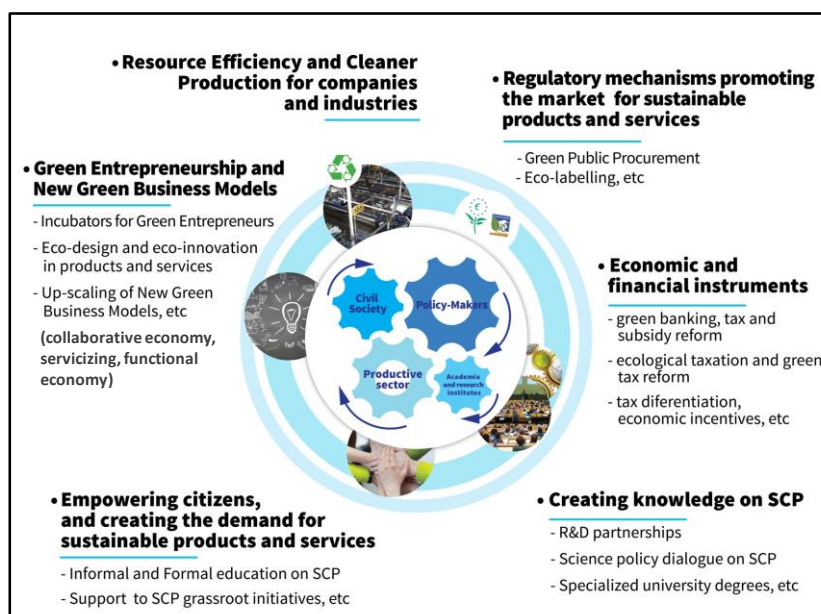 • Resource Efficiency and Cleaner
Production for companies
and industries
• Regulatory mechanisms promoting
the market for sustainable
products and services
- Green Public Procurement
- Eco-labelling, etc
• Green Entrepreneurship and
New Green Business Models
- Incubators for Green Entrepreneurs
- Eco-design and eco-innovation
in products and services
- Up-scaling of New Green
Business Models, etc
(collaborative economy,
servicizing, functional
economy)
Civil
Society
Policy-Makers
Productive
sector
Academia
and research
institutes
• Economic and
financial instruments
- green banking, tax and
subsidy reform
- ecological taxation and green
tax reform
- tax diferentiation,
economic incentives, etc
• Empowering citizens,
and creating the demand for
sustainable products and services
- Informal and Formal education on SCP
- Support to SCP grassroot initiatives, etc
• Creating knowledge on SCP
- R&D partnerships
- Science policy dialogue on SCP
- Specialized university degrees, etc